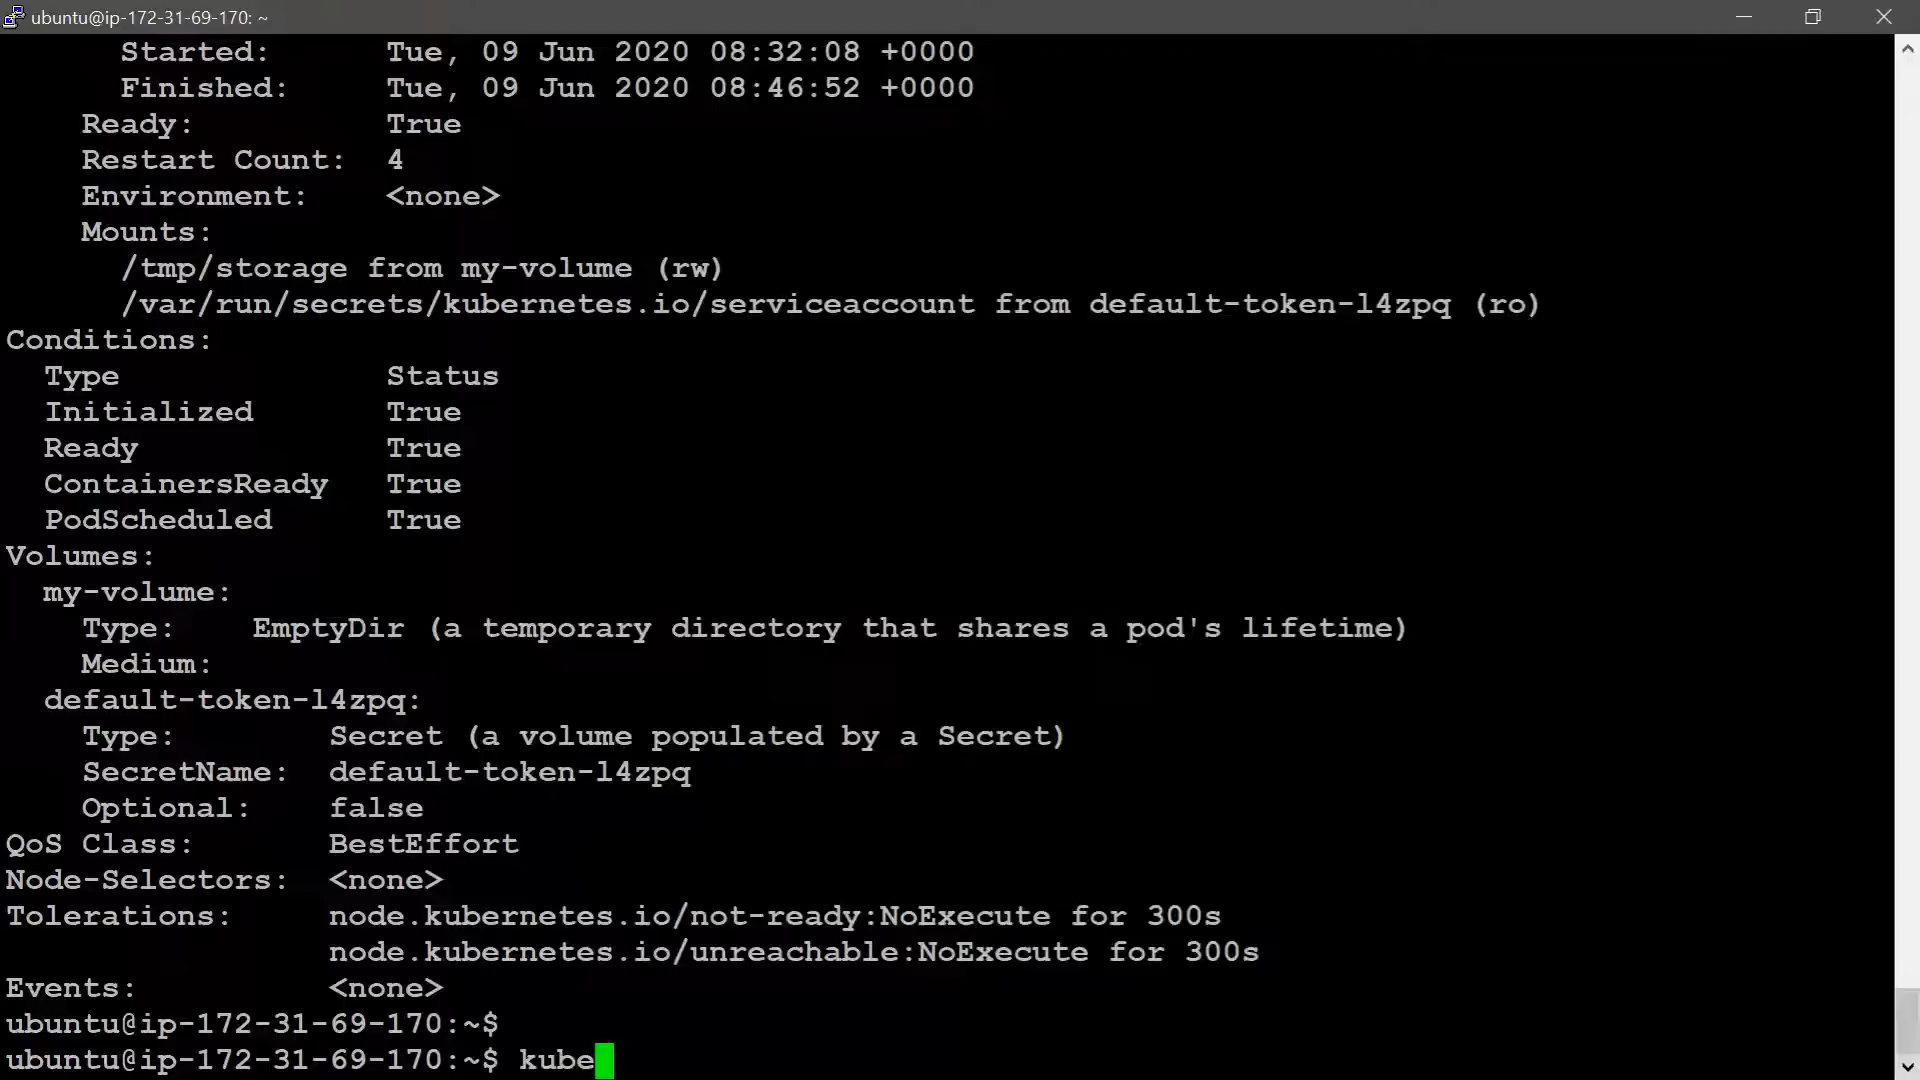 ubuntu@ip-172-31-69-170: ~
Started: Tue, 09 Jun 2020 08:32:08 +0000
Finished: Tue, 09 Jun 2020 08:46:52 +0000
Ready: True
Restart Count: 4
Environment: <none>
Mounts:
/tmp/storage from my-volume (rw)
/var/run/secrets/kubernetes.io/serviceaccount from default-token-l4zpq (ro)
Conditions:
Type Status
Initialized True
Ready True
ContainersReady True
PodScheduled True
Volumes:
my-volume:
Type: EmptyDir (a temporary directory that shares a pod's lifetime)
Medium:
default-token-l4zpq:
Type: Secret (a volume populated by a Secret)
SecretName: default-token-l4zpq
Optional: false
QoS Class: BestEffort
Node-Selectors: <none>
Tolerations: node.kubernetes.io/not-ready:NoExecute for 300s
node.kubernetes.io/unreachable:NoExecute for 300s
Events: <none>
ubuntu@ip-172-31-69-170:~$
ubuntu@ip-172-31-69-170:~$ kube